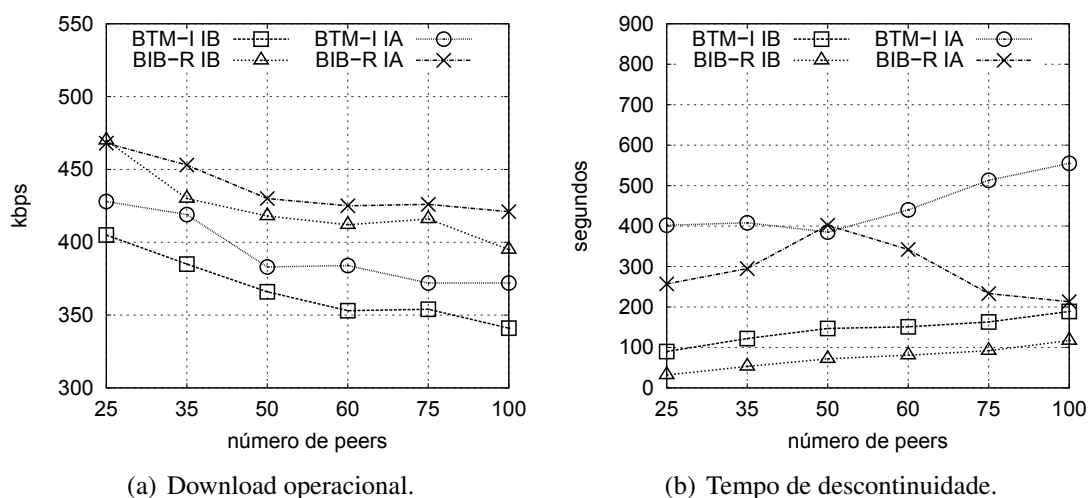 550
500
450
400
350
300
kbps
BTM−I IB
BIB−R IB
BTM−I IA
BIB−R IA
25 35 50 60 75 100
número de peers
(a) Download operacional.
900
800
700
600
500
400
300
200
100
0
segundos
BTM−I IB
BIB−R IB
BTM−I IA
BIB−R IA
25 35 50 60 75 100
número de peers
(b) Tempo de descontinuidade.